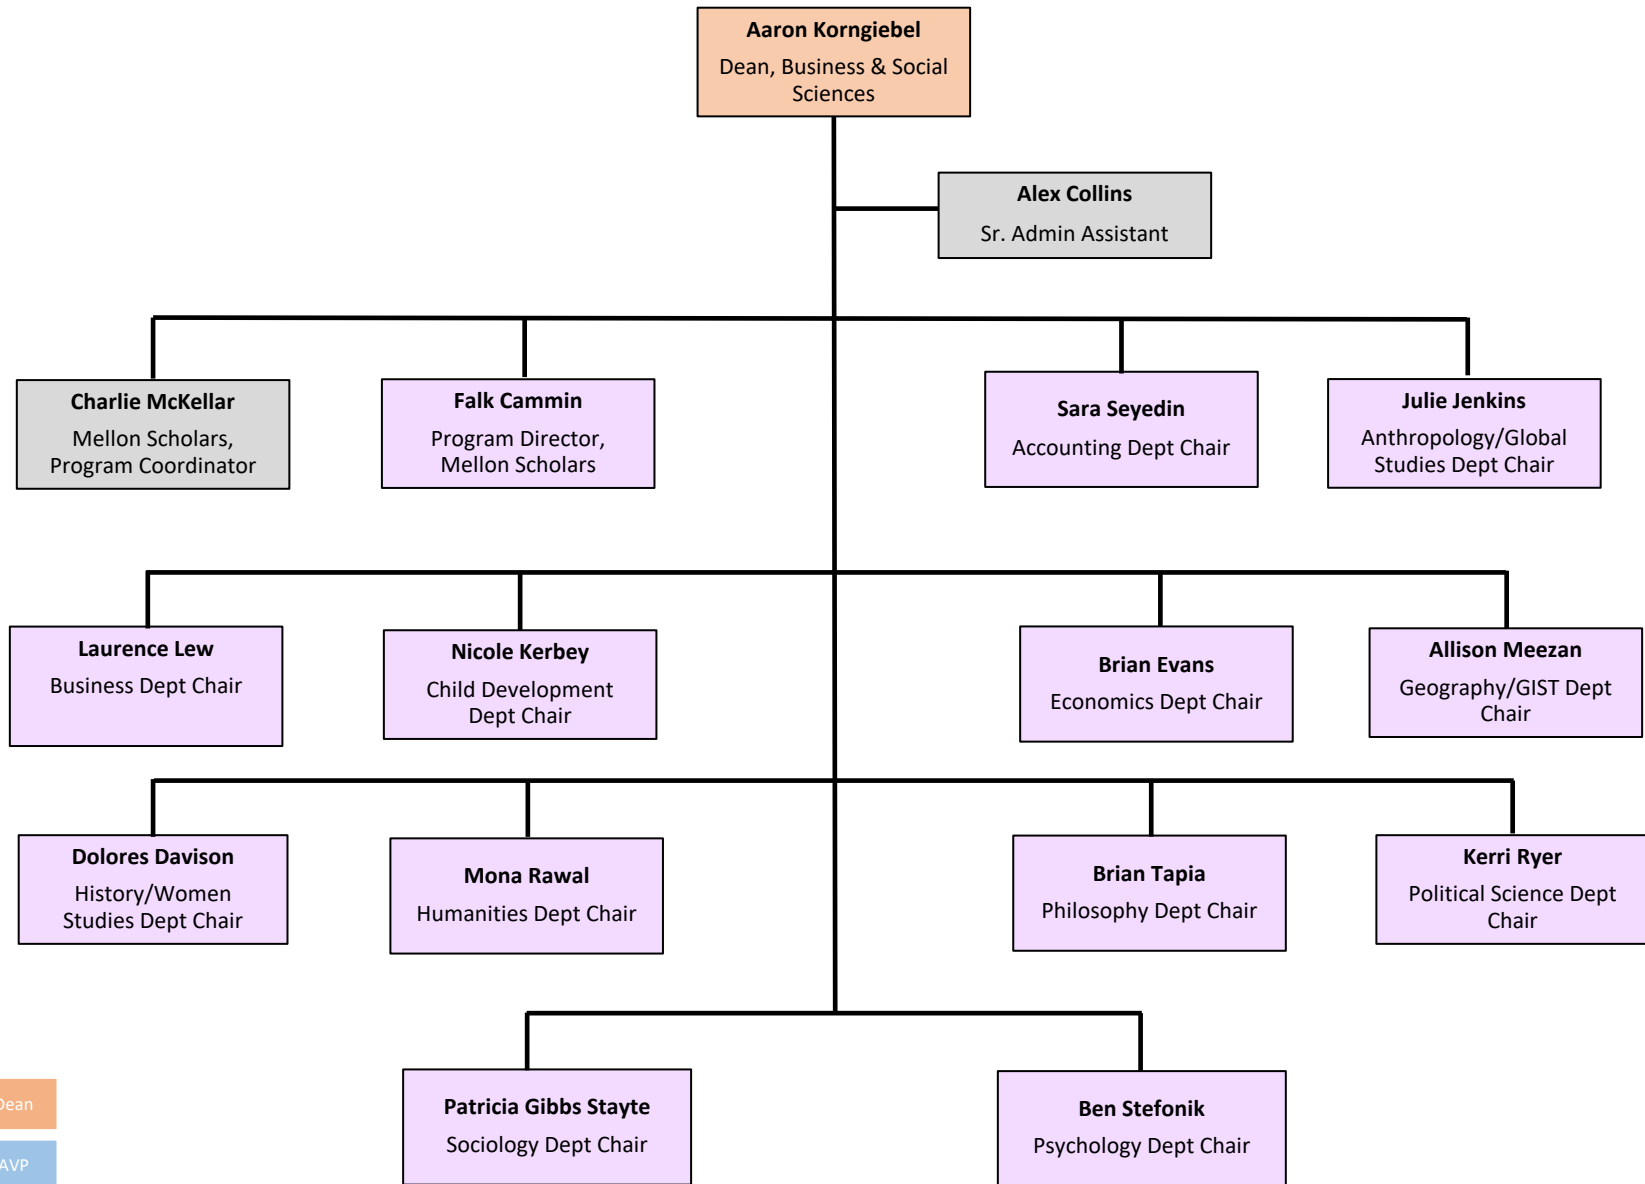 Aaron Korngiebel
Dean, Business & Social
Sciences
Alex Collins
Sr. Admin Assistant
Charlie McKellar
Mellon Scholars,
Program Coordinator
Falk Cammin
Program Director,
Mellon Scholars
Sara Seyedin
Accounting Dept Chair
Julie Jenkins
Anthropology/Global
Studies Dept Chair
Laurence Lew
Business Dept Chair
Nicole Kerbey
Child Development
Dept Chair
Brian Evans
Economics Dept Chair
Allison Meezan
Geography/GIST Dept
Chair
Dolores Davison
History/Women
Studies Dept Chair
Mona Rawal
Humanities Dept Chair
Brian Tapia
Philosophy Dept Chair
Kerri Ryer
Political Science Dept
Chair
Patricia Gibbs Stayte
Sociology Dept Chair
Ben Stefonik
Psychology Dept Chair
Dean
AVP